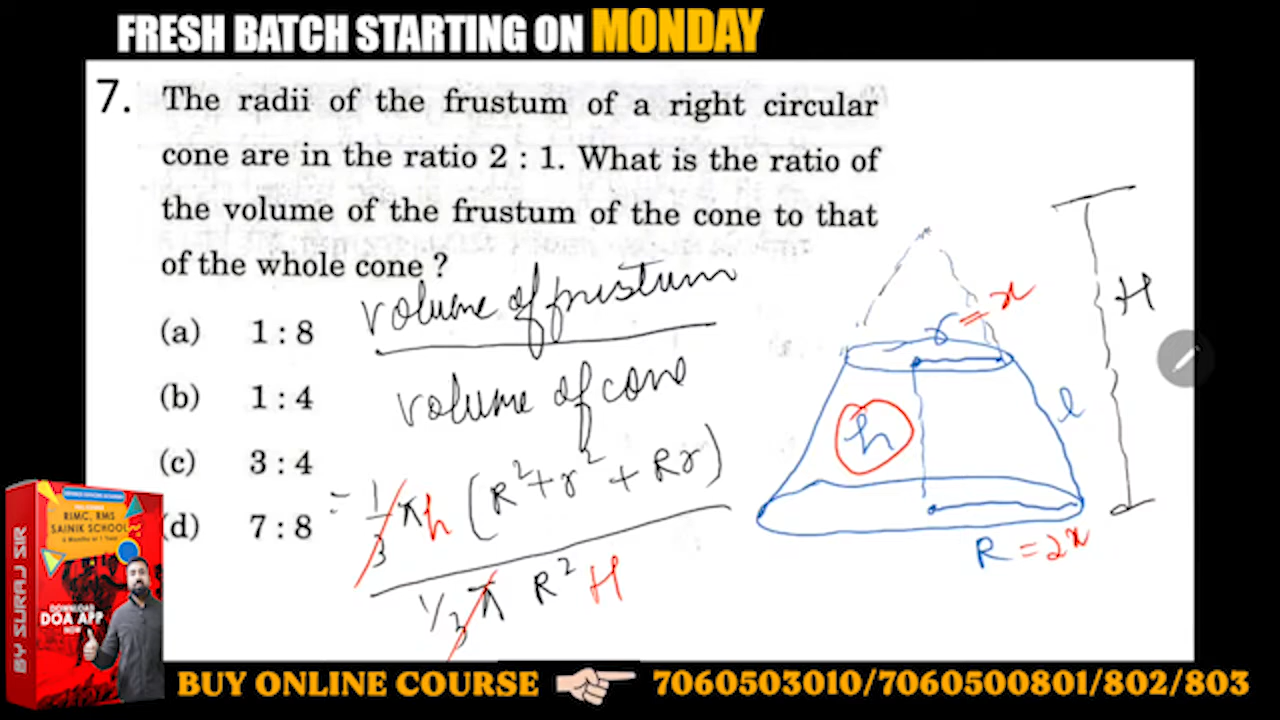 FRESH BATCH STARTING ON MONDAY
7. The radii of the frustum of a right circular
cone are in the ratio 2 : 1. What is the ratio of
the volume of the frustum of the cone to that
of the whole cone ?
(a) 1 : 8
(b) 1 : 4
(c) 3 : 4
(d) 7 : 8
volume of frustum
volume of cone
= 1/3 π h (R² + r² + Rr)
1/3 π R² H
r = x
H
h
l
R = 2x
RIMC, RMS
SAINIK SCHOOL
DOWNLOAD
DOA APP
NOW
BY SURAJ SIR
BUY ONLINE COURSE 7060503010/7060500801/802/803